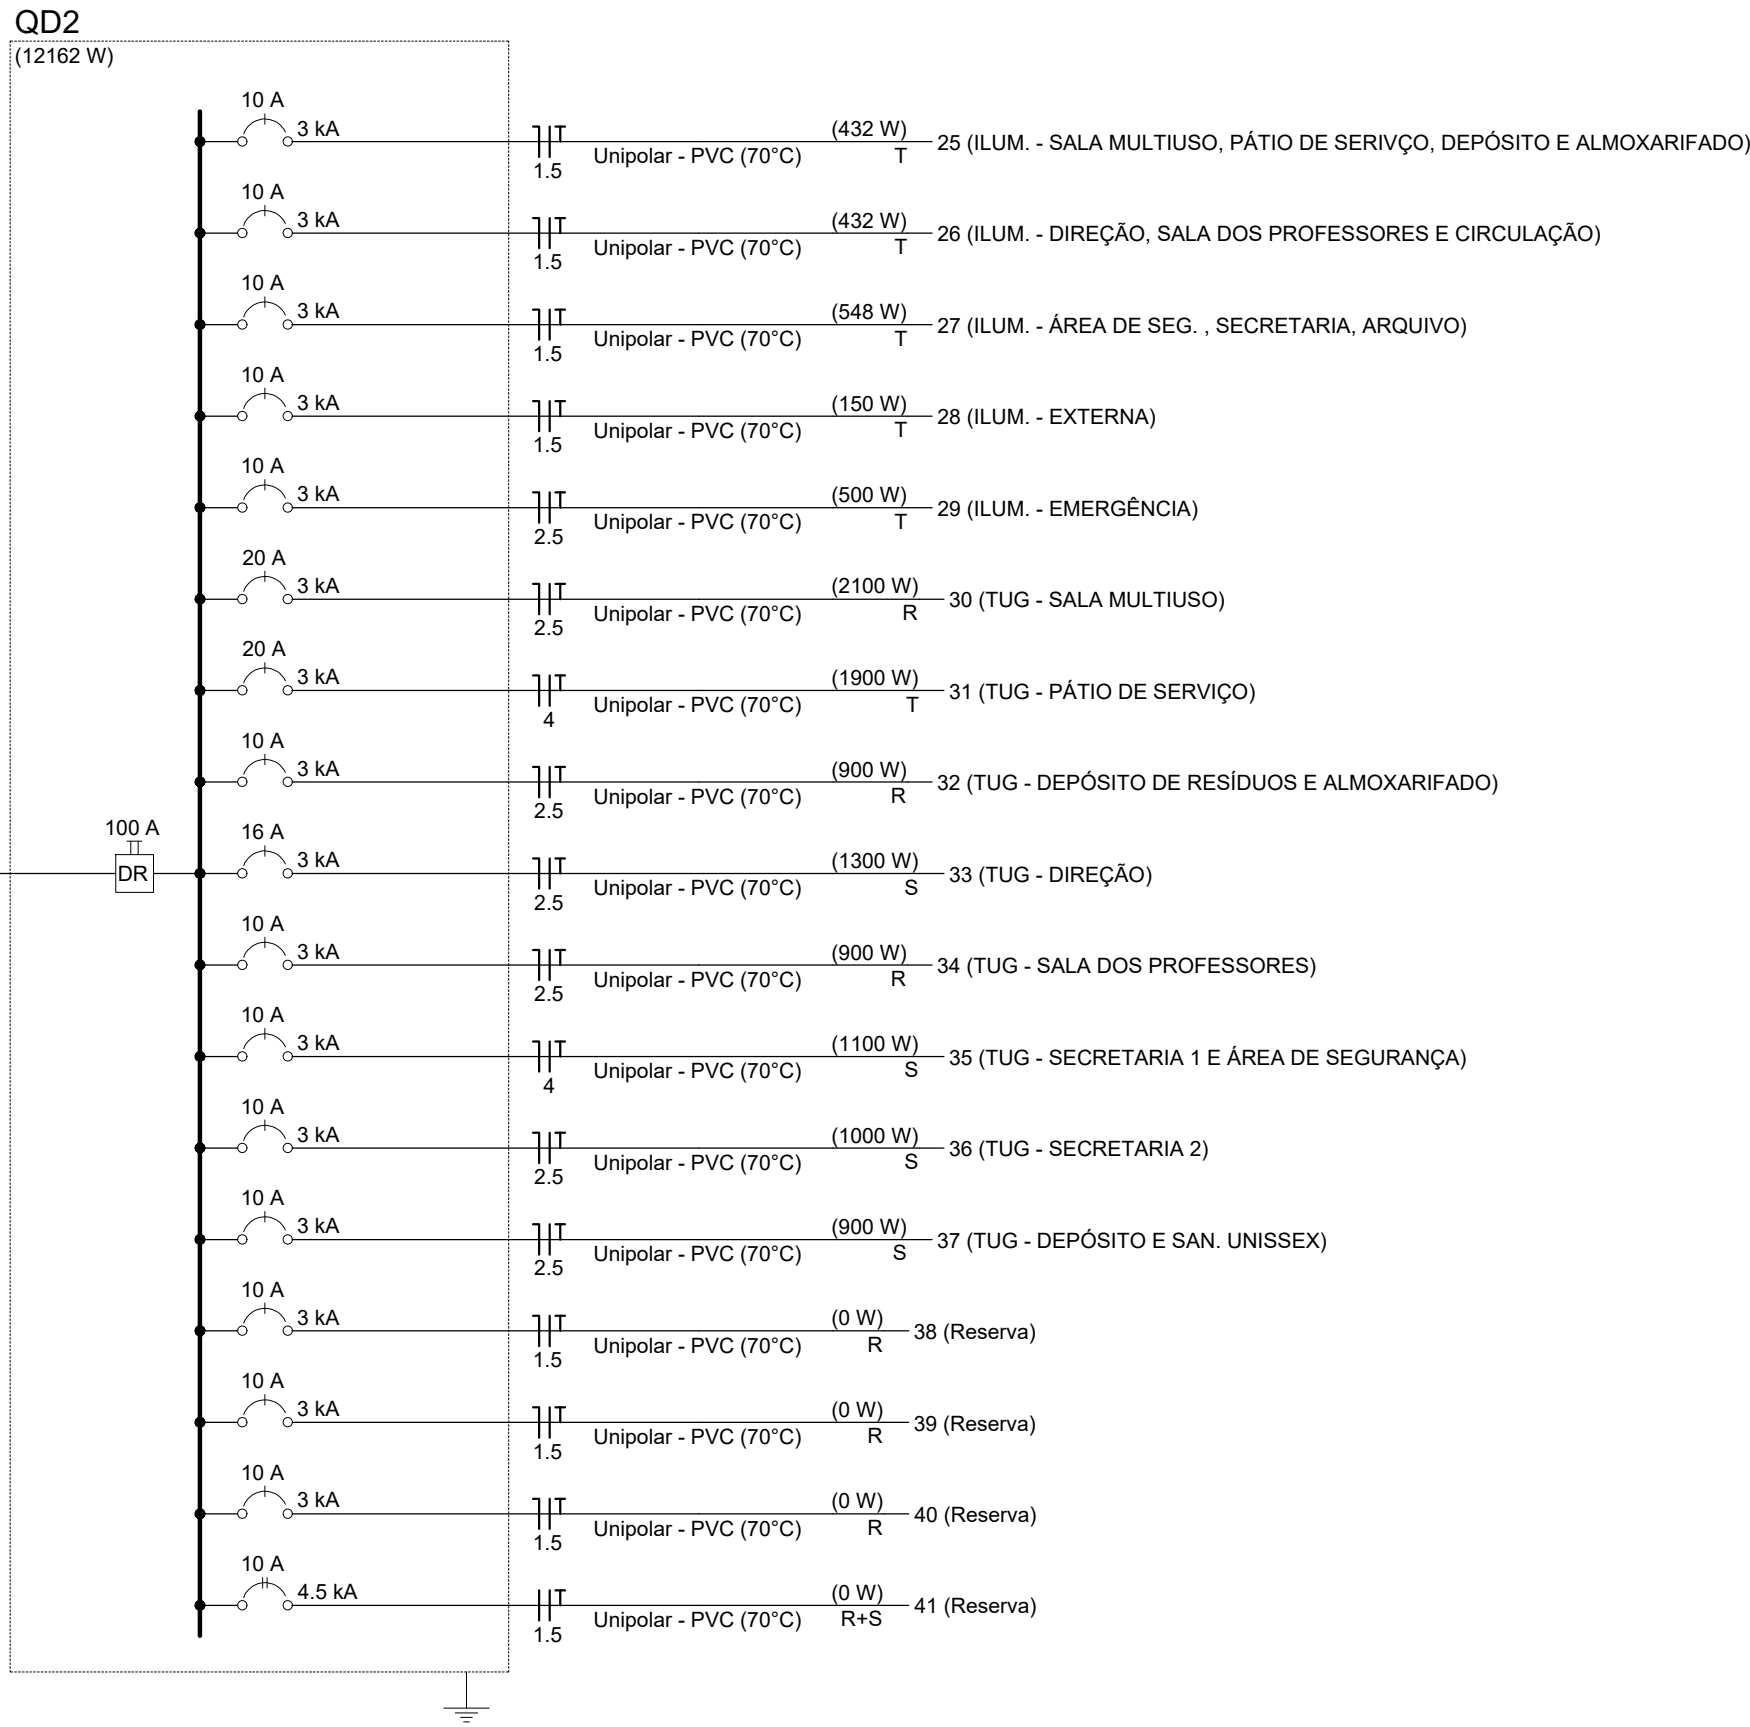 QD2
(12162 W)
10 A
3 kA
1.5
Unipolar - PVC (70°C)
(432 W)
T
25 (ILUM. - SALA MULTIUSO, PÁTIO DE SERIVÇO, DEPÓSITO E ALMOXARIFADO)
10 A
3 kA
1.5
Unipolar - PVC (70°C)
(432 W)
T
26 (ILUM. - DIREÇÃO, SALA DOS PROFESSORES E CIRCULAÇÃO)
10 A
3 kA
1.5
Unipolar - PVC (70°C)
(548 W)
T
27 (ILUM. - ÁREA DE SEG. , SECRETARIA, ARQUIVO)
10 A
3 kA
1.5
Unipolar - PVC (70°C)
(150 W)
T
28 (ILUM. - EXTERNA)
10 A
3 kA
2.5
Unipolar - PVC (70°C)
(500 W)
T
29 (ILUM. - EMERGÊNCIA)
20 A
3 kA
2.5
Unipolar - PVC (70°C)
(2100 W)
R
30 (TUG - SALA MULTIUSO)
20 A
3 kA
4
Unipolar - PVC (70°C)
(1900 W)
T
31 (TUG - PÁTIO DE SERVIÇO)
10 A
3 kA
2.5
Unipolar - PVC (70°C)
(900 W)
R
32 (TUG - DEPÓSITO DE RESÍDUOS E ALMOXARIFADO)
100 A
DR
16 A
3 kA
2.5
Unipolar - PVC (70°C)
(1300 W)
S
33 (TUG - DIREÇÃO)
10 A
3 kA
2.5
Unipolar - PVC (70°C)
(900 W)
R
34 (TUG - SALA DOS PROFESSORES)
10 A
3 kA
4
Unipolar - PVC (70°C)
(1100 W)
S
35 (TUG - SECRETARIA 1 E ÁREA DE SEGURANÇA)
10 A
3 kA
2.5
Unipolar - PVC (70°C)
(1000 W)
S
36 (TUG - SECRETARIA 2)
10 A
3 kA
2.5
Unipolar - PVC (70°C)
(900 W)
S
37 (TUG - DEPÓSITO E SAN. UNISSEX)
10 A
3 kA
1.5
Unipolar - PVC (70°C)
(0 W)
R
38 (Reserva)
10 A
3 kA
1.5
Unipolar - PVC (70°C)
(0 W)
R
39 (Reserva)
10 A
3 kA
1.5
Unipolar - PVC (70°C)
(0 W)
R
40 (Reserva)
10 A
4.5 kA
1.5
Unipolar - PVC (70°C)
(0 W)
R+S
41 (Reserva)